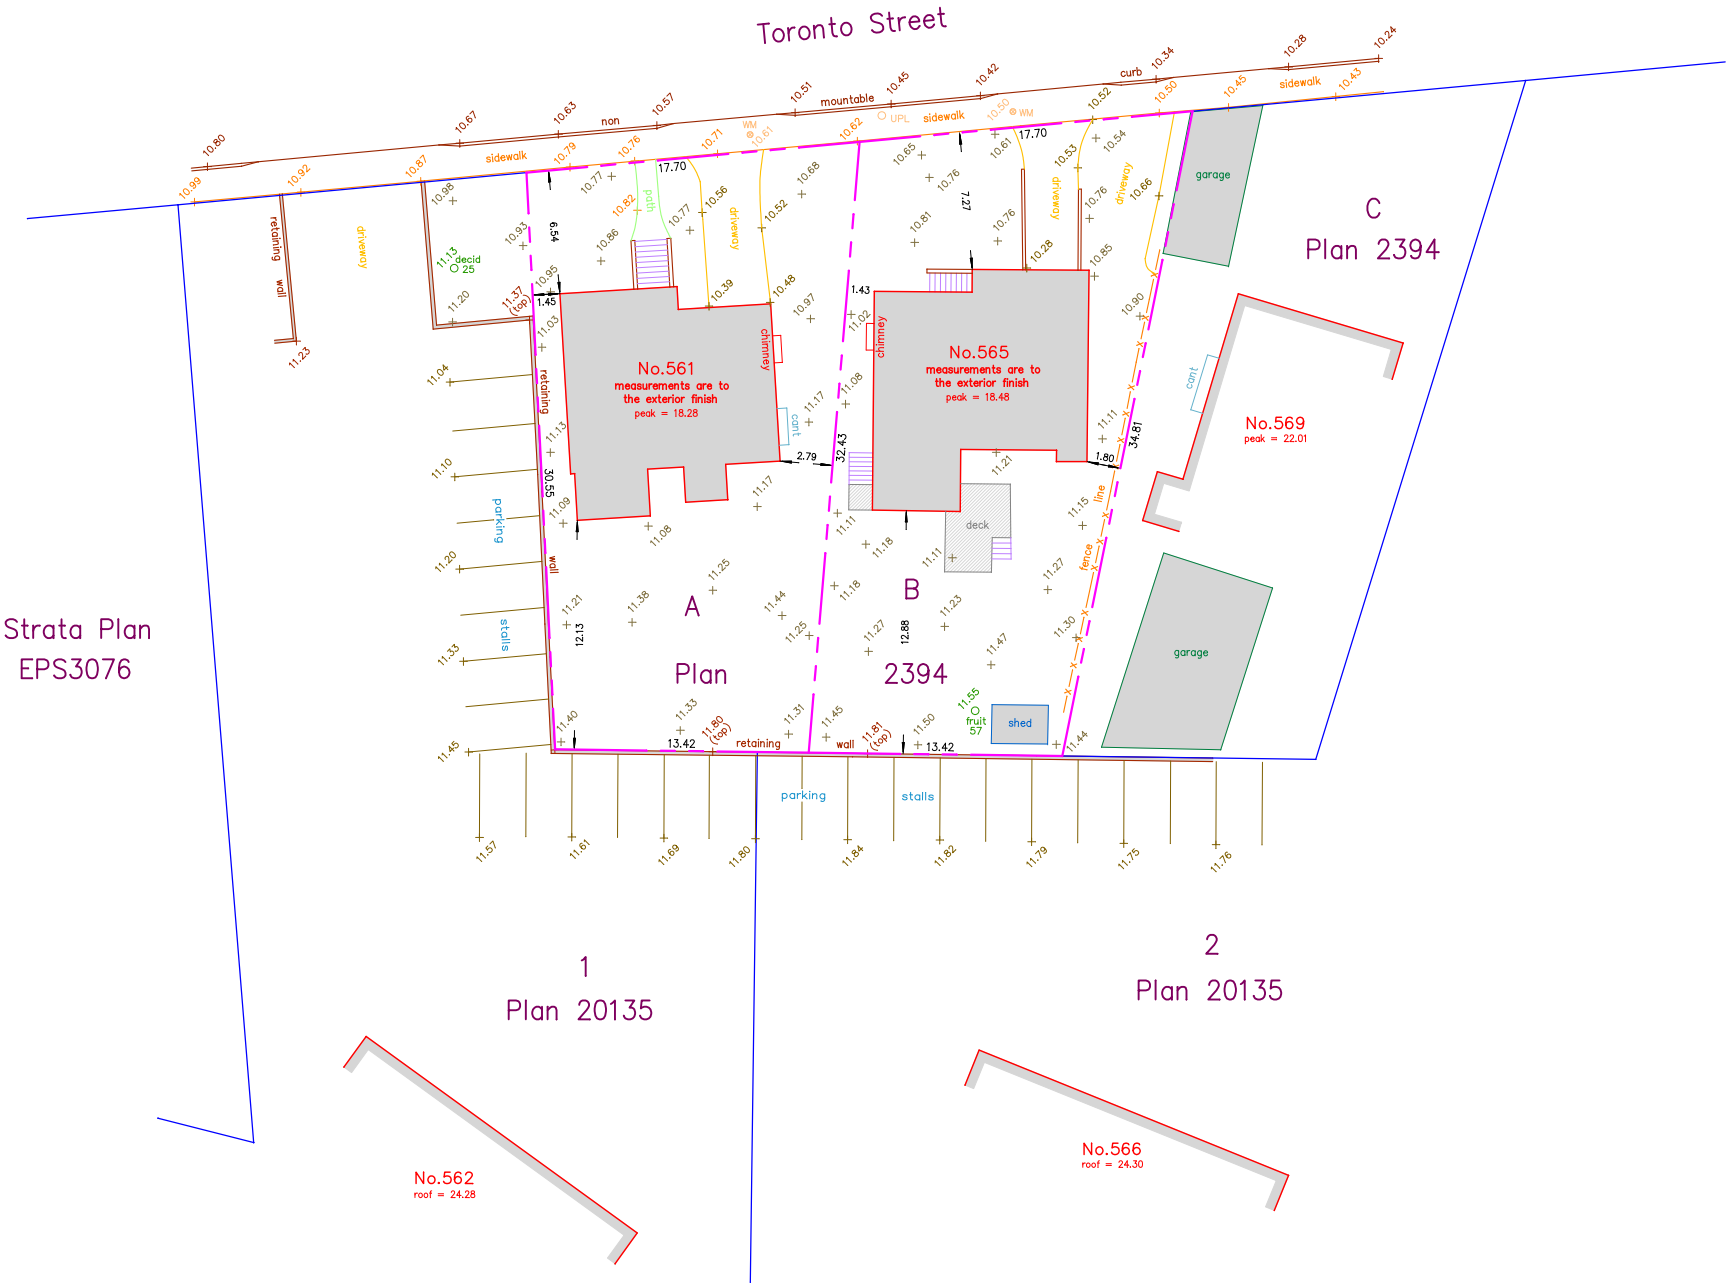 Toronto Street
10.80
10.67
10.63
10.57
10.51
10.45
10.42
10.34
10.28
10.24
non
mountable
curb
10.99
10.92
10.87
sidewalk
10.79
10.76
10.71
WM
10.61
10.62
UPL
sidewalk
10.50
WM
10.52
10.50
10.45
sidewalk
10.43
17.70
17.70
retaining wall
driveway
10.98
10.93
11.13
decid
25
11.20
11.37
(top)
10.95
1.45
6.54
10.77
10.82
path
10.86
10.77
10.56
driveway
10.52
10.68
10.39
10.48
10.97
10.65
10.76
10.81
7.27
10.61
10.76
10.28
driveway
10.53
10.54
10.76
driveway
10.66
10.85
10.90
garage
C
Plan 2394
11.23
11.03
11.04
retaining
wall
11.13
30.55
11.09
11.10
parking
stalls
11.20
11.33
11.45
No.561
measurements are to
the exterior finish
peak = 18.28
chimney
cant
11.17
2.79
11.17
11.08
1.43
11.02
chimney
11.08
32.43
No.565
measurements are to
the exterior finish
peak = 18.48
11.21
11.11
1.80
34.81
cant
No.569
peak = 22.01
11.11
11.18
11.11
deck
11.15
line
fence
11.27
11.30
11.21
11.38
11.25
11.44
11.25
11.18
11.27
11.23
11.47
12.13
12.88
A
B
Plan
2394
garage
Strata Plan
EPS3076
11.40
11.33
11.80
(top)
11.31
11.45
11.81
(top)
11.50
11.55
fruit
57
shed
11.44
13.42
retaining
wall
13.42
parking
stalls
11.57
11.61
11.69
11.80
11.84
11.82
11.79
11.75
11.76
1
Plan 20135
2
Plan 20135
No.562
roof = 24.28
No.566
roof = 24.30